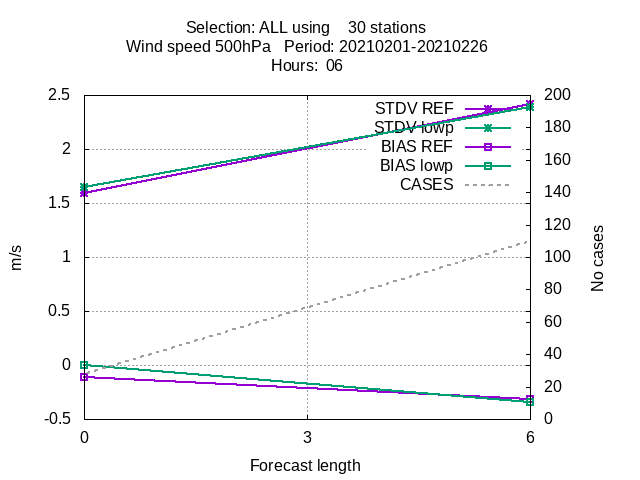 Selection: ALL using    30 stations
Wind speed 500hPa   Period: 20210201-20210226
Hours:  06
2.5
2
1.5
1
0.5
0
-0.5
200
180
160
140
120
100
80
60
40
20
0
STDV REF
STDV lowp
BIAS REF
BIAS lowp
CASES
m/s
No cases
0
3
6
Forecast length